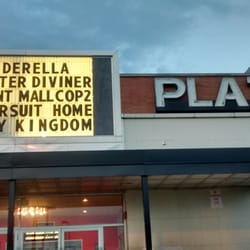 DERELLA
TER DIVINER
NT MALLCOP2
RSUIT HOME
Y KINGDOM
PLA